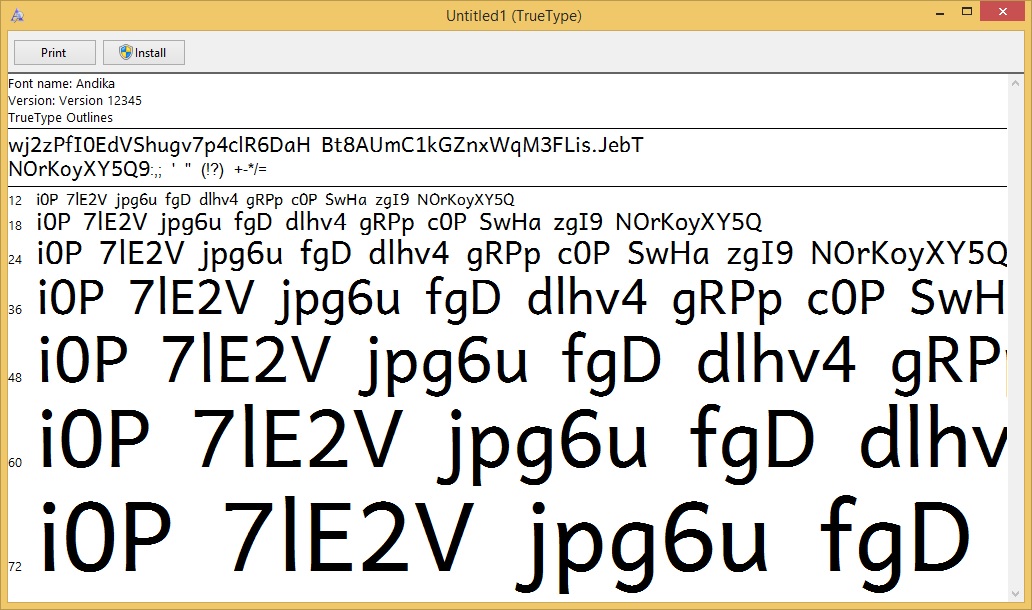 Untitled1 (TrueType)
Print Install
Font name: Andika
Version: Version 12345
TrueType Outlines
wj2zPfI0EdVShugv7p4clR6DaH Bt8AUmC1kGZnxWqM3FLis.JebT
NOrKoyXY5Q9:,; ' " (!?) +-*/=
12 i0P 7lE2V jpg6u fgD dlhv4 gRPp c0P SwHa zgI9 NOrKoyXY5Q
18 i0P 7lE2V jpg6u fgD dlhv4 gRPp c0P SwHa zgI9 NOrKoyXY5Q
24 i0P 7lE2V jpg6u fgD dlhv4 gRPp c0P SwHa zgI9 NOrKoyXY5Q
36 i0P 7lE2V jpg6u fgD dlhv4 gRPp c0P SwH
48 i0P 7lE2V jpg6u fgD dlhv4 gRP
60 i0P 7lE2V jpg6u fgD dlhv
72 i0P 7lE2V jpg6u fgD